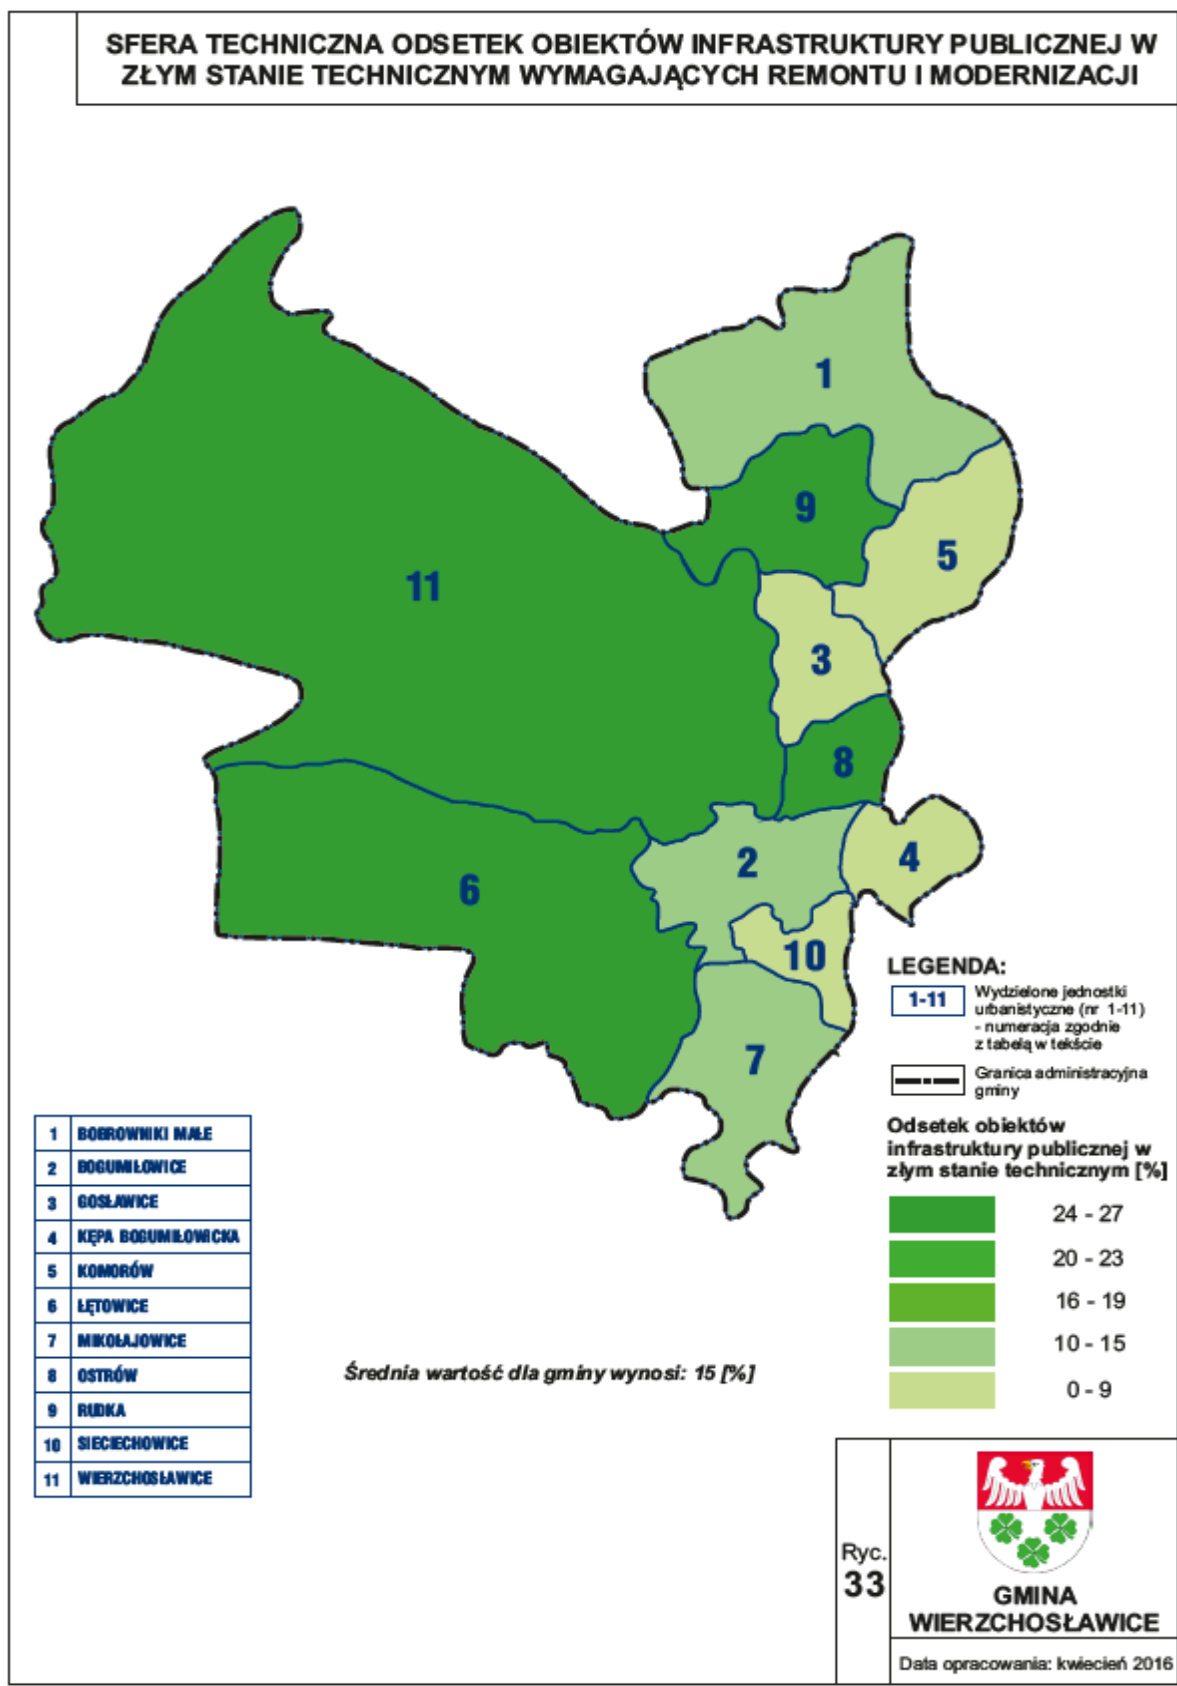 SFERA TECHNICZNA ODSETEK OBIEKTÓW INFRASTRUKTURY PUBLICZNEJ W
ZŁYM STANIE TECHNICZNYM WYMAGAJĄCYCH REMONTU I MODERNIZACJI
1
9
5
11
3
8
2
4
6
10
7
LEGENDA:
1-11 Wydzielone jednostki
urbanistyczne (nr 1-11)
- numeracja zgodnie
z tabelą w tekście
Granica administracyjna
gminy
Odsetek obiektów
infrastruktury publicznej w
złym stanie technicznym [%]
24 - 27
20 - 23
16 - 19
10 - 15
0 - 9
1 BOBROWNIKI MAŁE
2 BOGUMIŁOWICE
3 GOSŁAWICE
4 KĘPA BOGUMIŁOWICKA
5 KOMORÓW
6 ŁĘTOWICE
7 MIKOŁAJOWICE
8 OSTRÓW
9 RUDKA
10 SIECIECHOWICE
11 WIERZCHOSŁAWICE
Średnia wartość dla gminy wynosi: 15 [%]
Ryc.
33
GMINA
WIERZCHOSŁAWICE
Data opracowania: kwiecień 2016